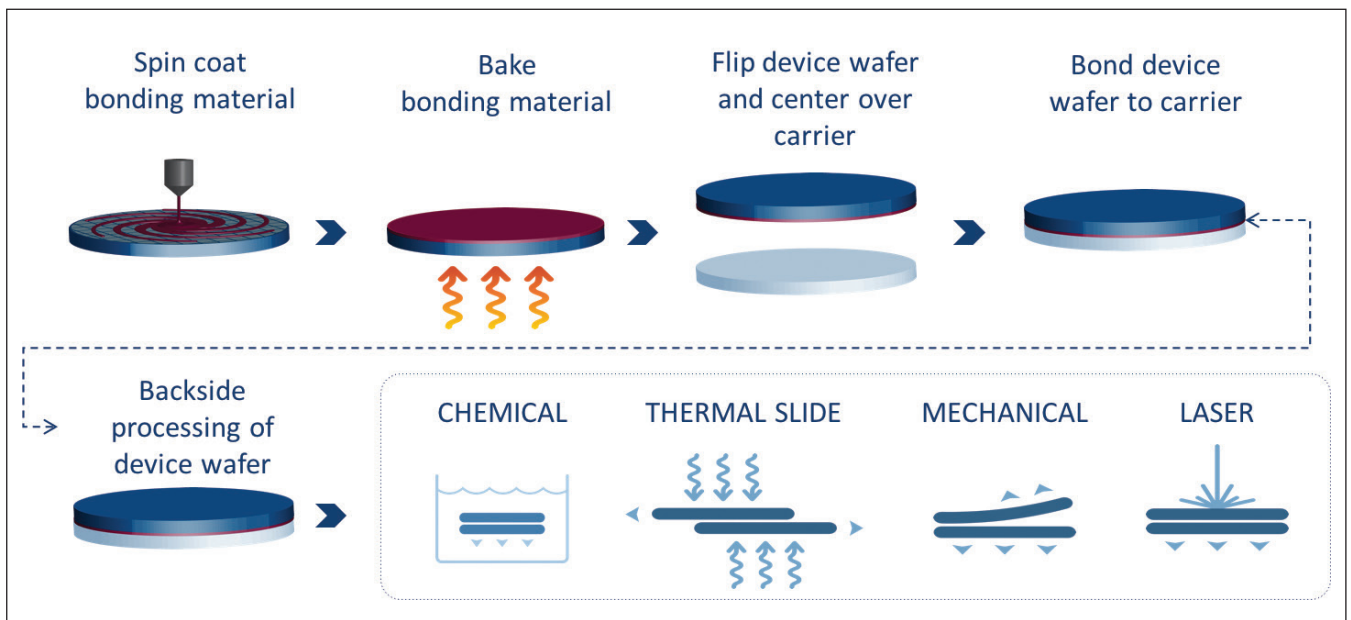 Spin coat
bonding material
Bake
bonding material
Flip device wafer
and center over
carrier
Bond device
wafer to carrier
Backside
processing of
device wafer
CHEMICAL
THERMAL SLIDE
MECHANICAL
LASER